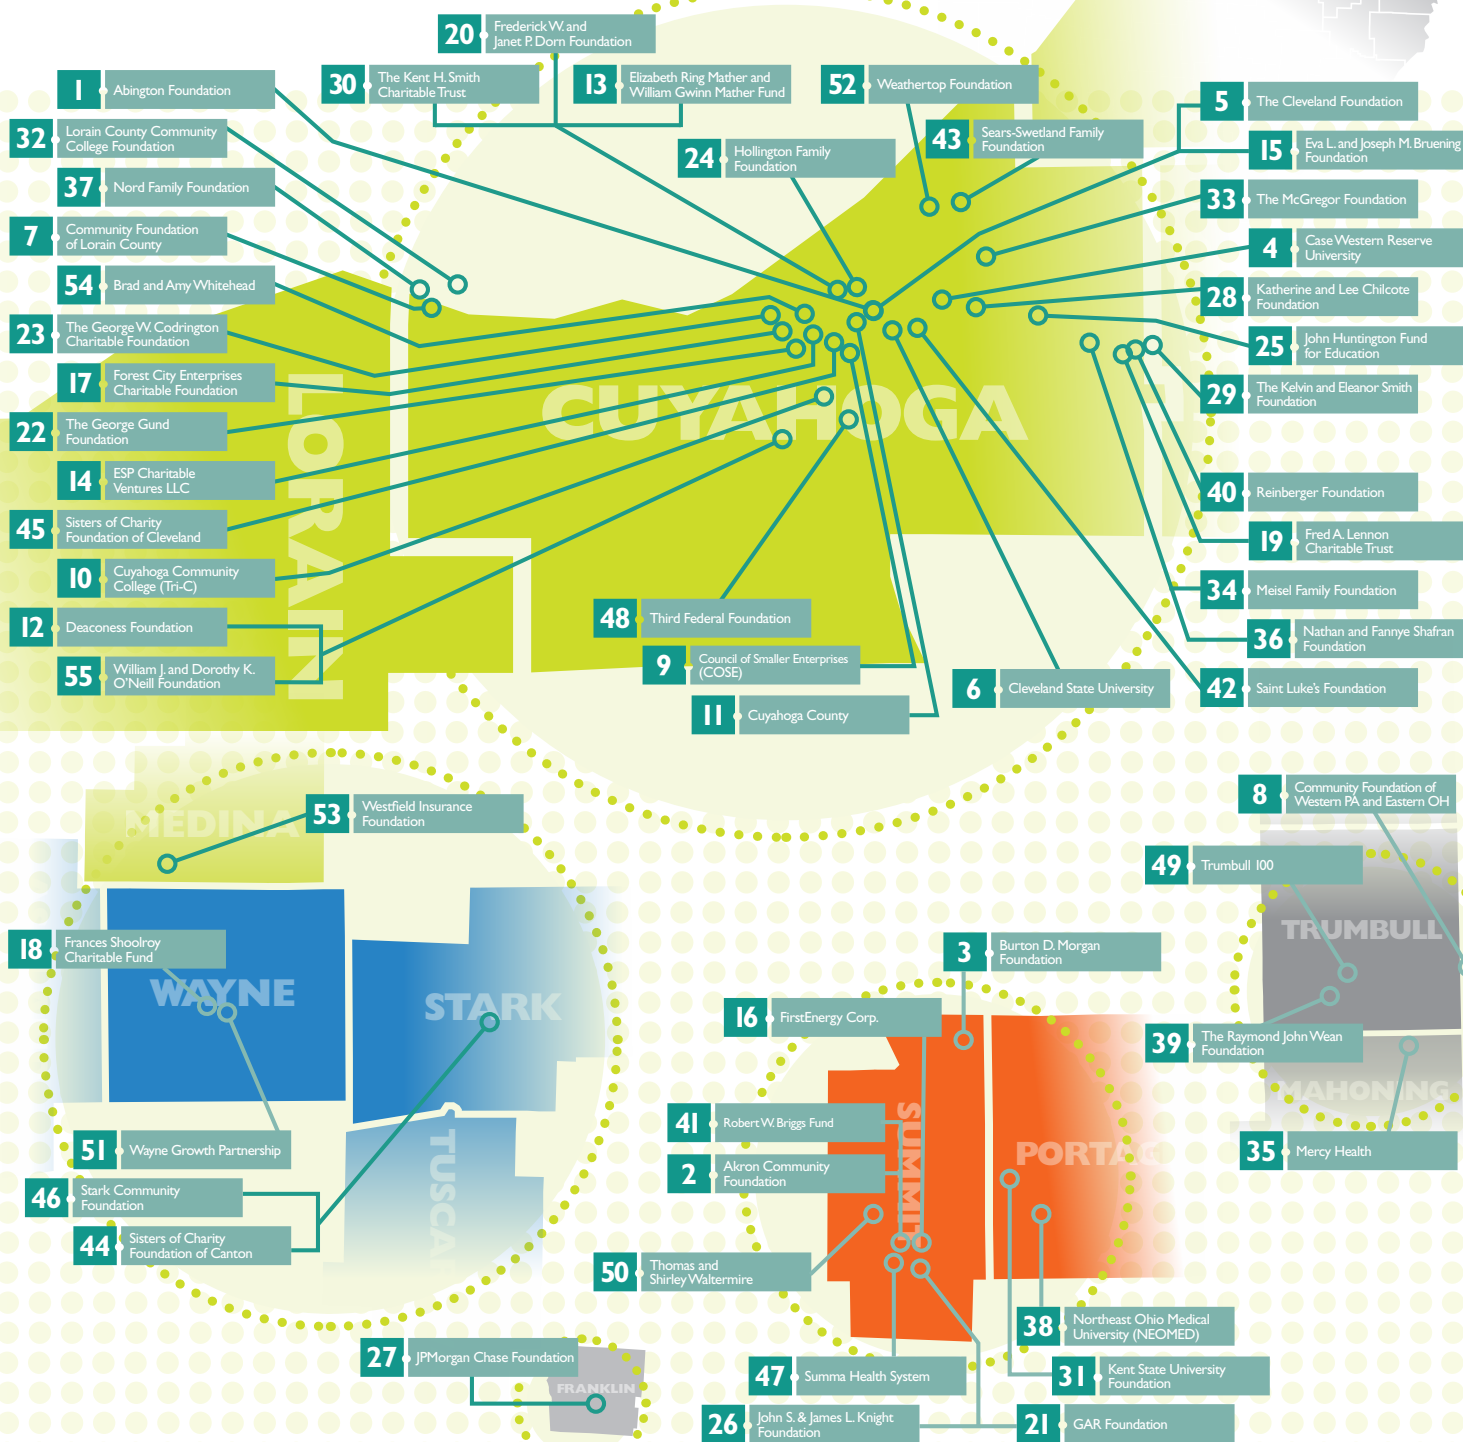 20 Frederick W. and
Janet P. Dorn Foundation
1 Abington Foundation
30 The Kent H. Smith
Charitable Trust
13 Elizabeth Ring Mather and
William Gwinn Mather Fund
52 Weathertop Foundation
5 The Cleveland Foundation
32 Lorain County Community
College Foundation
43 Sears-Swetland Family
Foundation
15 Eva L. and Joseph M. Bruening
Foundation
24 Hollington Family
Foundation
37 Nord Family Foundation
33 The McGregor Foundation
7 Community Foundation
of Lorain County
4 Case Western Reserve
University
54 Brad and Amy Whitehead
28 Katherine and Lee Chilcote
Foundation
23 The George W. Codrington
Charitable Foundation
25 John Huntington Fund
for Education
17 Forest City Enterprises
Charitable Foundation
29 The Kelvin and Eleanor Smith
Foundation
22 The George Gund
Foundation
LORAIN
CUYAHOGA
14 ESP Charitable
Ventures LLC
40 Reinberger Foundation
45 Sisters of Charity
Foundation of Cleveland
19 Fred A. Lennon
Charitable Trust
10 Cuyahoga Community
College (Tri-C)
34 Meisel Family Foundation
12 Deaconess Foundation
48 Third Federal Foundation
36 Nathan and Fannye Shafran
Foundation
55 William J. and Dorothy K.
O'Neill Foundation
9 Council of Smaller Enterprises
(COSE)
6 Cleveland State University
42 Saint Luke's Foundation
11 Cuyahoga County
MEDINA
53 Westfield Insurance
Foundation
8 Community Foundation of
Western PA and Eastern OH
49 Trumbull 100
TRUMBULL
18 Frances Shoolroy
Charitable Fund
WAYNE
STARK
3 Burton D. Morgan
Foundation
16 FirstEnergy Corp.
39 The Raymond John Wean
Foundation
MAHONING
41 Robert W. Briggs Fund
SUMMIT
PORTAG
51 Wayne Growth Partnership
TUSCA
35 Mercy Health
2 Akron Community
Foundation
46 Stark Community
Foundation
44 Sisters of Charity
Foundation of Canton
50 Thomas and
Shirley Waltermire
38 Northeast Ohio Medical
University (NEOMED)
27 JPMorgan Chase Foundation
FRANKLIN
47 Summa Health System
31 Kent State University
Foundation
26 John S. & James L. Knight
Foundation
21 GAR Foundation